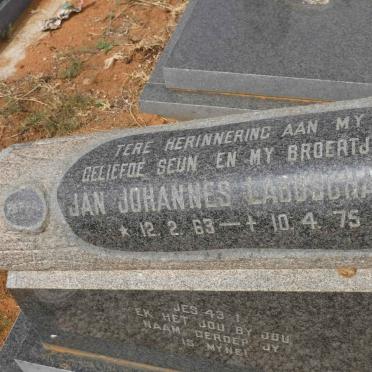 TERE HERINNERING AAN MY
GELIEFDE SEUN EN MY BROERTJ
JAN JOHANNES LABUSCHA
* 12. 2. 63 — + 10. 4. 75
JES 43 1
EK HET JOU BY JOU
NAAM GEROEP JY
IS MYNE!